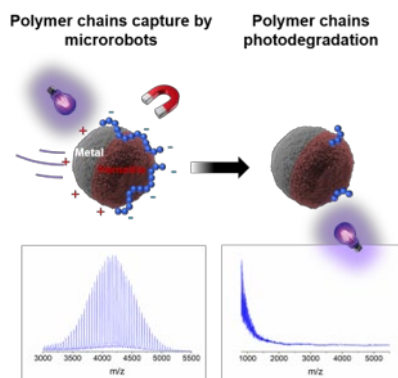 Polymer chains capture by
microrobots
Polymer chains
photodegradation
Metal
Hematite
3000 3500 4000 4500 5000 5500
m/z
1000 2000 3000 4000 5000
m/z